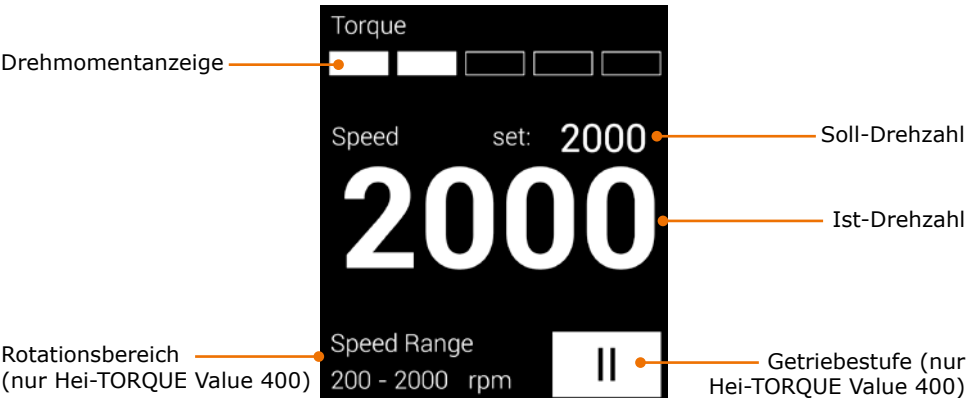 Torque
Drehmomentanzeige
Speed set: 2000
Soll-Drehzahl
2000
Ist-Drehzahl
Speed Range
200 - 2000 rpm
II
Rotationsbereich
(nur Hei-TORQUE Value 400)
Getriebestufe (nur
Hei-TORQUE Value 400)